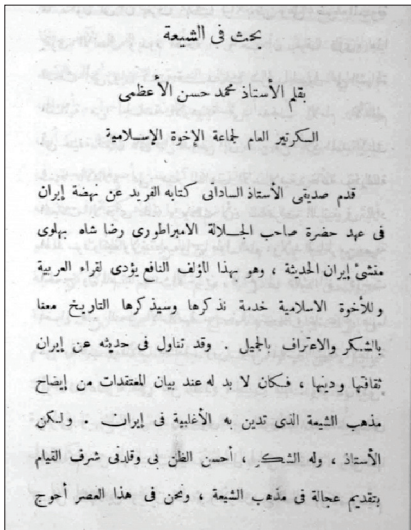 بحث فى الشيعة
بقلم الأستاذ محمد حسن الأعظمى
السكرتير العام لجماعة الاخوة الاسلامية
قدم صديقى الأستاذ الساداتى كتابه الفريد عن نهضة إيران
فى عهد حضرة صاحب الجلالة الامبراطورى رضا شاه بهلوى
منشئ إيران الحديثة ، وهو بهذا المؤلف النافع يؤدى لقراء العربية
وللأخوة الاسلامية خدمة نذكرها وسيذكرها التاريخ معنا
بالشكر والاعتراف بالجميل . وقد تناول فى حديثه عن إيران
ثقافتها ودينها ، فكان لا بد له عند بيان المعتقدات من إيضاح
مذهب الشيعة الذى تدين به الأغلبية فى إيران . ولكن
الأستاذ ، وله الشكر ، أحسن الظن بى وقلدنى شرف القيام
بتقديم عجالة فى مذهب الشيعة ، ونحن فى هذا العصر أحوج